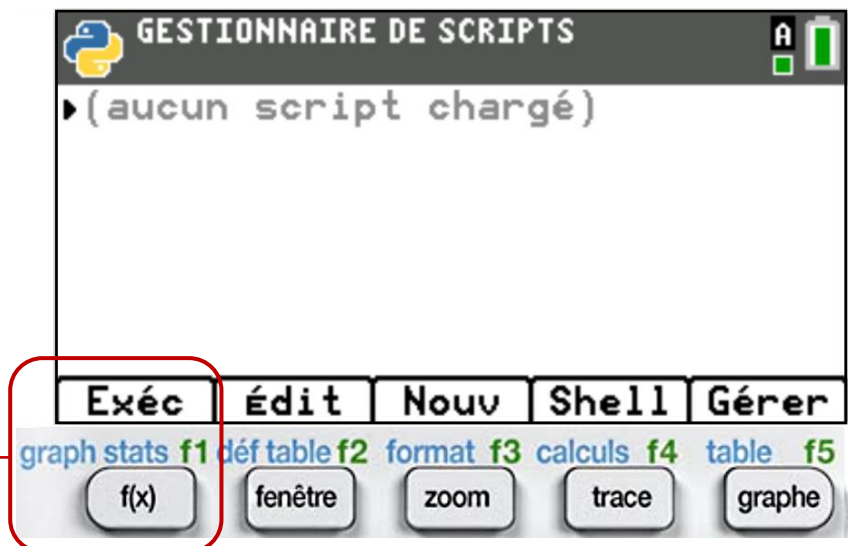 GESTIONNAIRE DE SCRIPTS A
(aucun script chargé)
Exéc Édit Nouv Shell Gérer
graph stats f1 déf table f2 format f3 calculs f4 table f5
f(x) fenêtre zoom trace graphe